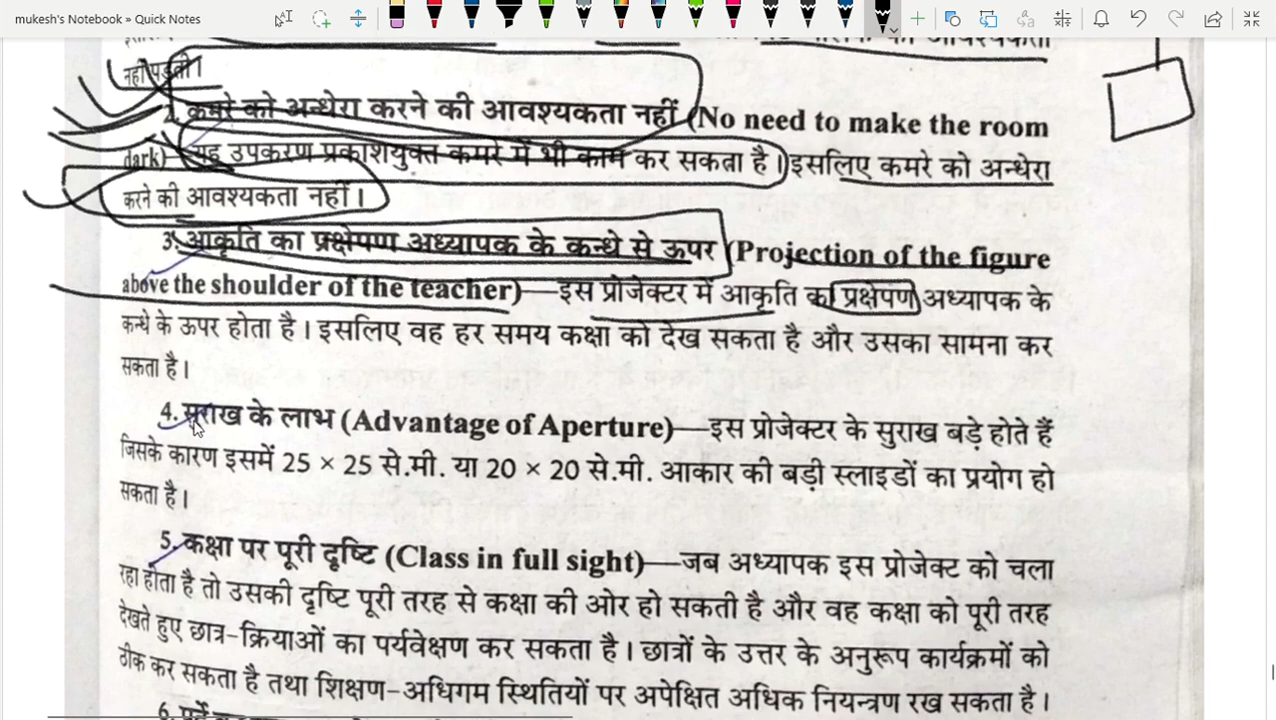 mukesh's Notebook » Quick Notes
की आवश्यकता
नहीं पड़ती।
2. कमरे को अन्धेरा करने की आवश्यकता नहीं (No need to make the room
dark)—यह उपकरण प्रकाशयुक्त कमरे में भी काम कर सकता है। इसलिए कमरे को अन्धेरा
करने की आवश्यकता नहीं।
3. आकृति का प्रक्षेपण अध्यापक के कन्धे से ऊपर (Projection of the figure
above the shoulder of the teacher)—इस प्रोजेक्टर में आकृति का प्रक्षेपण अध्यापक के
कन्धे के ऊपर होता है। इसलिए वह हर समय कक्षा को देख सकता है और उसका सामना कर
सकता है।
4. सुराख के लाभ (Advantage of Aperture)—इस प्रोजेक्टर के सुराख बड़े होते हैं
जिसके कारण इसमें 25 × 25 से.मी. या 20 × 20 से.मी. आकार की बड़ी स्लाइडों का प्रयोग हो
सकता है।
5. कक्षा पर पूरी दृष्टि (Class in full sight)—जब अध्यापक इस प्रोजेक्ट को चला
रहा होता है तो उसकी दृष्टि पूरी तरह से कक्षा की ओर हो सकती है और वह कक्षा को पूरी तरह
देखते हुए छात्र-क्रियाओं का पर्यवेक्षण कर सकता है। छात्रों के उत्तर के अनुरूप कार्यक्रमों को
ठीक कर सकता है तथा शिक्षण-अधिगम स्थितियों पर अपेक्षित अधिक नियन्त्रण रख सकता है।
6.